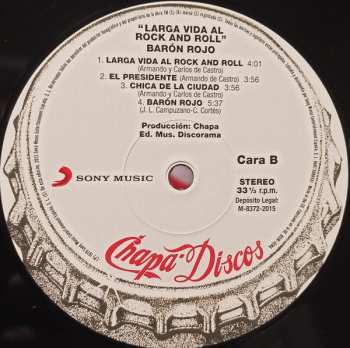 "LARGA VIDA AL
ROCK AND ROLL"
BARÓN ROJO
1. LARGA VIDA AL ROCK AND ROLL 4:01
(Armando y Carlos de Castro)
2. EL PRESIDENTE (Armando de Castro) 3:56
3. CHICA DE LA CIUDAD 3:56
(Armando y Carlos de Castro)
4. BARÓN ROJO 5:37
(J. L. Campuzano-C. Cortés)
Producción: Chapa
Ed. Mus. Discorama
Cara B
SONY MUSIC
STEREO
33 1/3 r.p.m.
Depósito Legal:
M-8372-2015
Chapa Discos